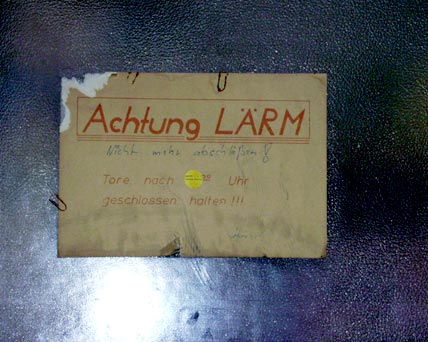 Achtung LÄRM
Nicht mehr abschließen!
Tore nach Uhr
geschlossen halten!!!